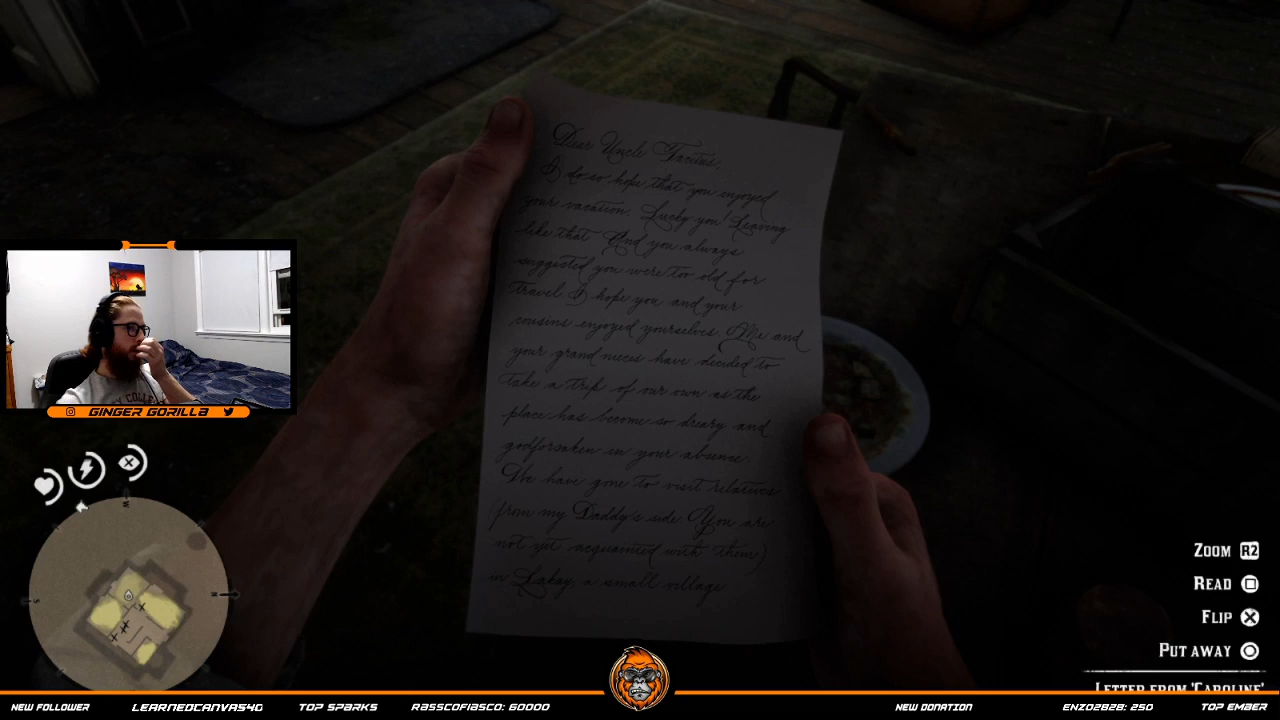 Dear Uncle Tacitus,
I do so hope that you enjoyed
your vacation. Lucky you! Leaving
like that. And you always
suggested you were too old for
travel. I hope you and your
cousins enjoyed yourselves. Me and
your grand nieces have decided to
take a trip of our own as the
place has become so dreary and
godforsaken in your absence.
We have gone to visit relatives
(from my Daddy's side. You are
not yet acquainted with them)
in Lakay, a small village
GINGER GORILLA
ZOOM R2
READ
FLIP
PUT AWAY
LETTER FROM 'CAROLINE'
NEW FOLLOWER LEARNEDCANVAS40 TOP SPARKS RASSCOFIASCO: 60000 NEW DONATION ENZO2B2B: 250 TOP EMBER